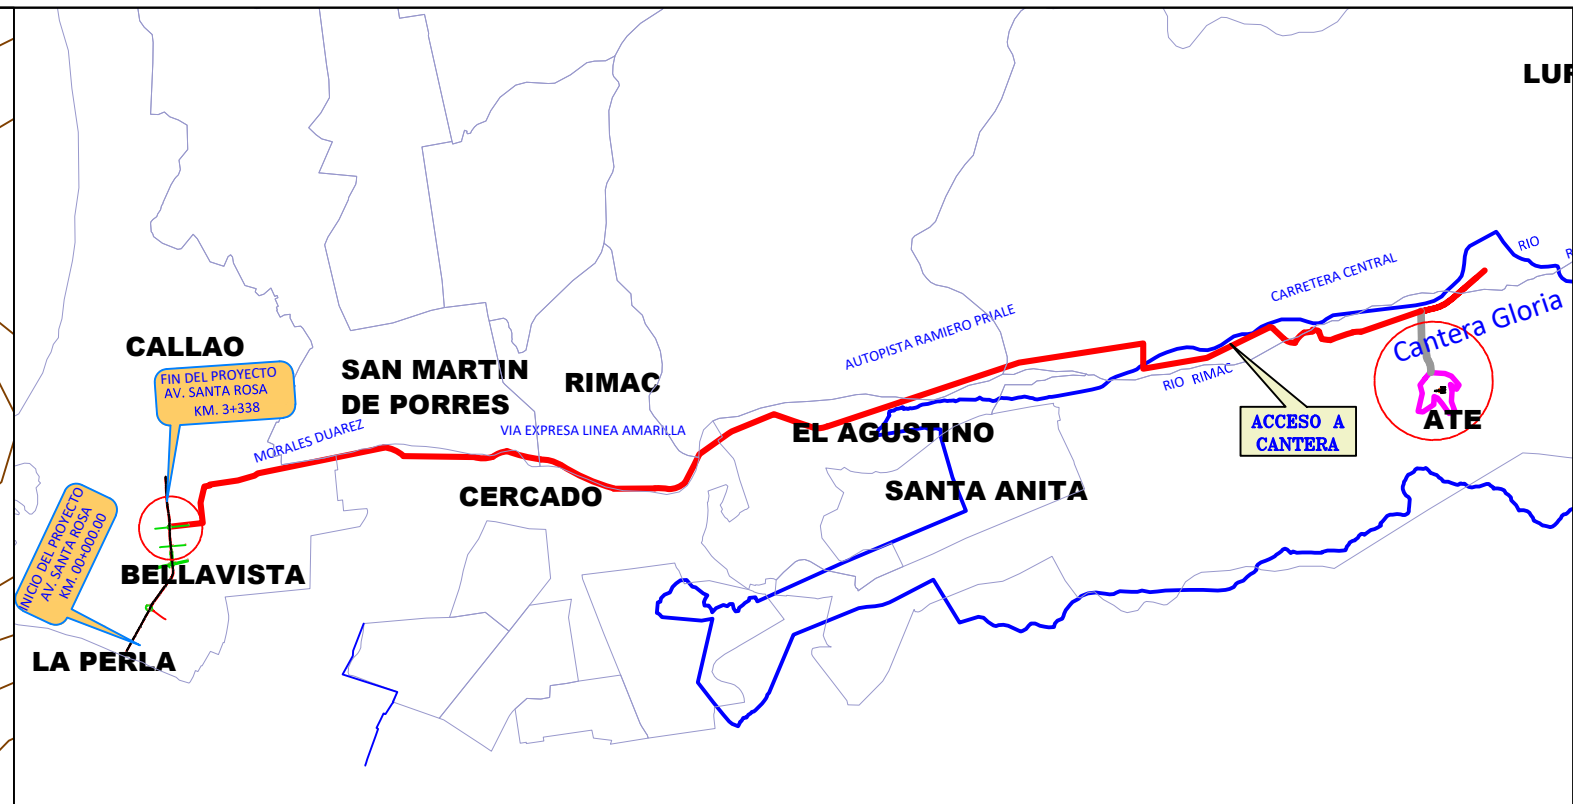 LUR
RIO
R
CARRETERA CENTRAL
Cantera Gloria
AUTOPISTA RAMIERO PRIALE
RIO RIMAC
CALLAO
FIN DEL PROYECTO
AV. SANTA ROSA
KM. 3+338
SAN MARTIN
DE PORRES
RIMAC
MORALES DUAREZ
VIA EXPRESA LINEA AMARILLA
EL AGUSTINO
ACCESO A
CANTERA
ATE
CERCADO
SANTA ANITA
INICIO DEL PROYECTO
AV. SANTA ROSA
KM. 00+000.00
BELLAVISTA
LA PERLA